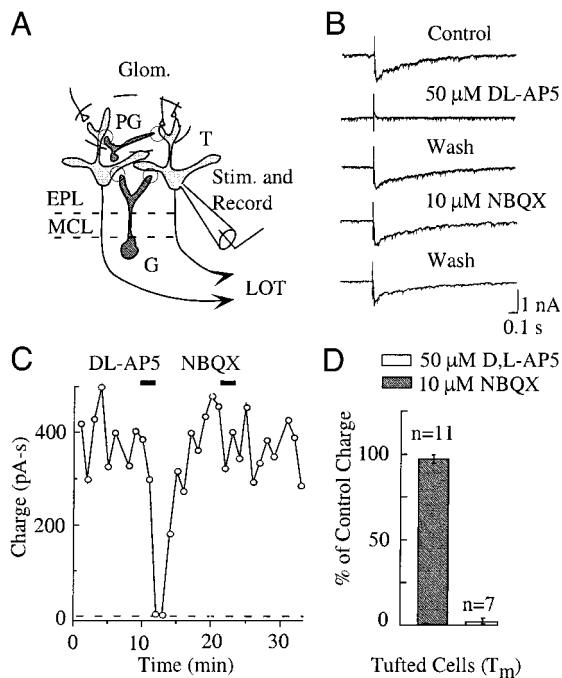 A
Glom.
PG
T
Stim. and
Record
EPL
MCL
G
LOT
B
Control
50 μM DL-AP5
Wash
10 μM NBQX
Wash
1 nA
0.1 s
C
DL-AP5 NBQX
Charge (pA-s)
400
200
0
0 10 20 30
Time (min)
D
50 μM D,L-AP5
10 μM NBQX
% of Control Charge
100
50
0
n=11
n=7
Tufted Cells (Tm)